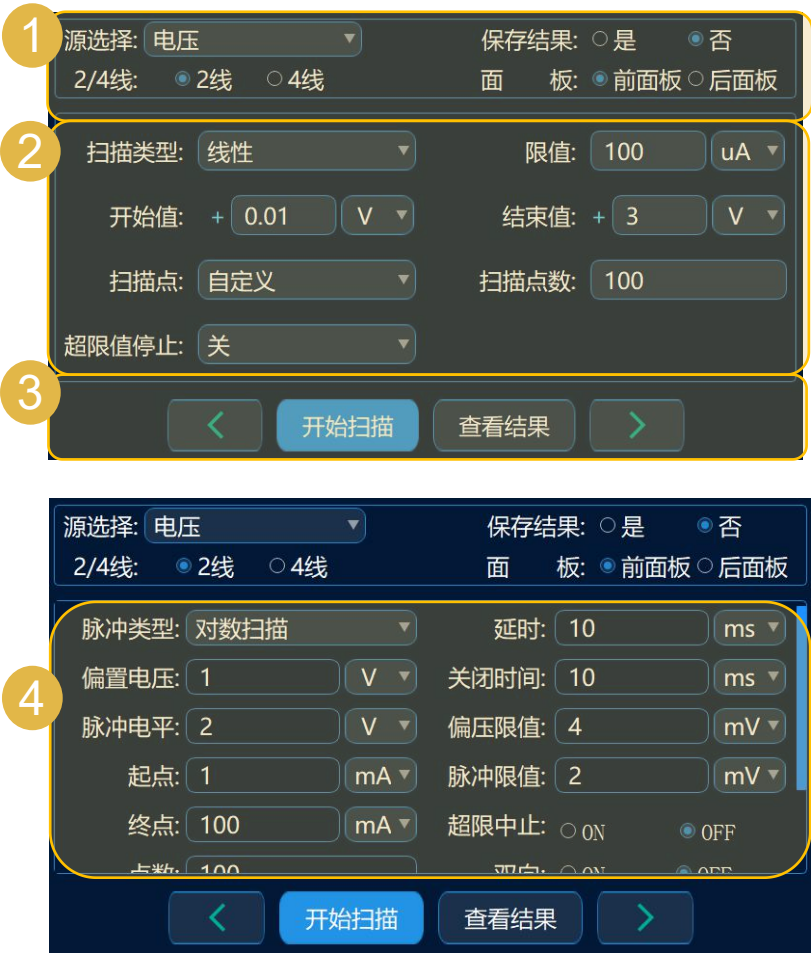 1
源选择: 电压 保存结果: 是 否
2/4线: 2线 4线 面 板: 前面板 后面板
2
扫描类型: 线性 限值: 100 uA
开始值: + 0.01 V 结束值: + 3 V
扫描点: 自定义 扫描点数: 100
超限值停止: 关
3
开始扫描 查看结果
源选择: 电压 保存结果: 是 否
2/4线: 2线 4线 面 板: 前面板 后面板
4
脉冲类型: 对数扫描 延时: 10 ms
偏置电压: 1 V 关闭时间: 10 ms
脉冲电平: 2 V 偏压限值: 4 mV
起点: 1 mA 脉冲限值: 2 mV
终点: 100 mA 超限中止: ON OFF
点数: 100 双向: ON OFF
开始扫描 查看结果